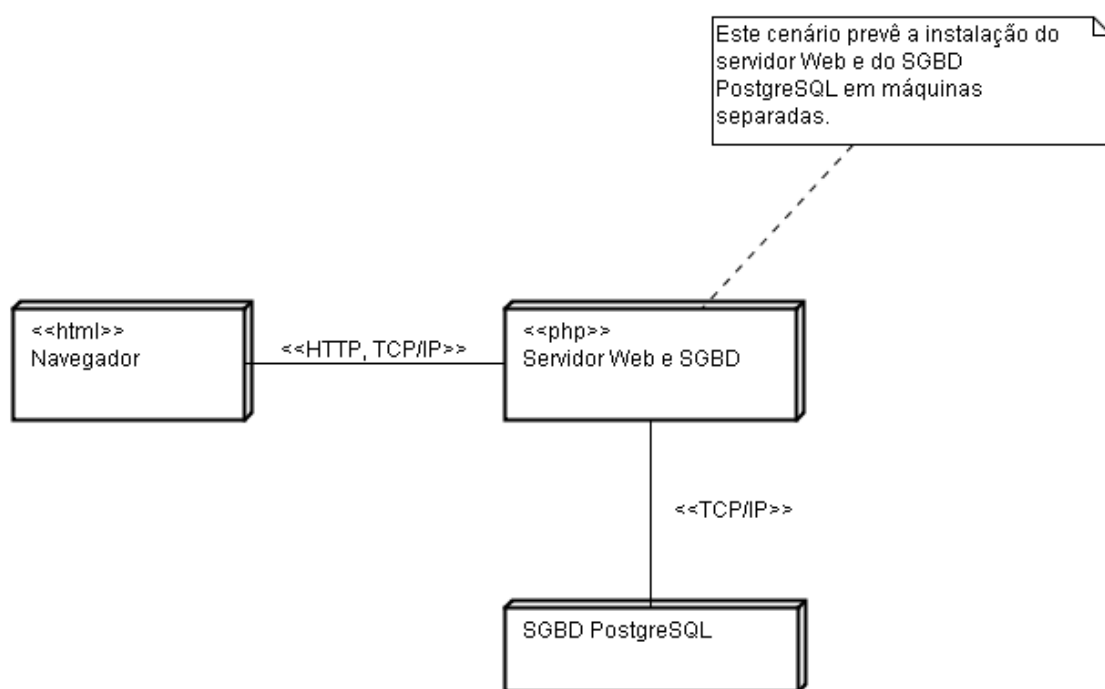 Este cenário prevê a instalação do
servidor Web e do SGBD
PostgreSQL em máquinas
separadas.
<<html>>
Navegador
<<HTTP, TCP/IP>>
<<php>>
Servidor Web e SGBD
<<TCP/IP>>
SGBD PostgreSQL